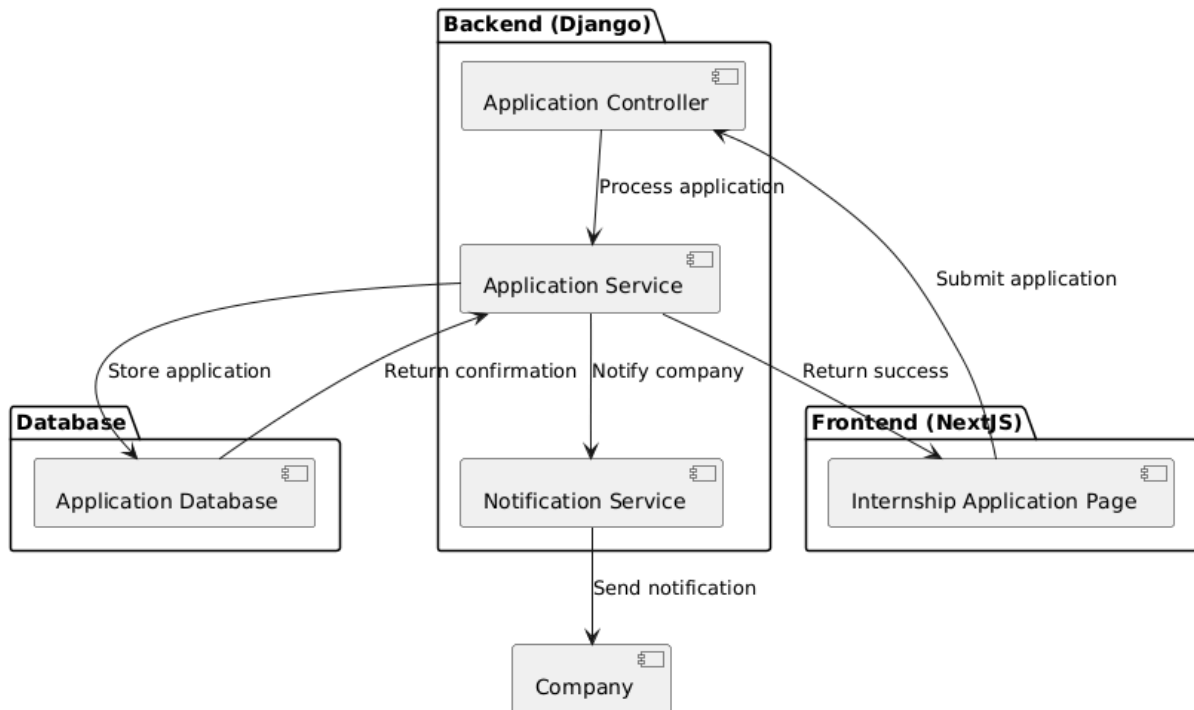 Backend (Django)
Application Controller
Process application
Submit application
Application Service
Store application
Return confirmation
Notify company
Return success
Database
Frontend (NextJS)
Application Database
Notification Service
Internship Application Page
Send notification
Company